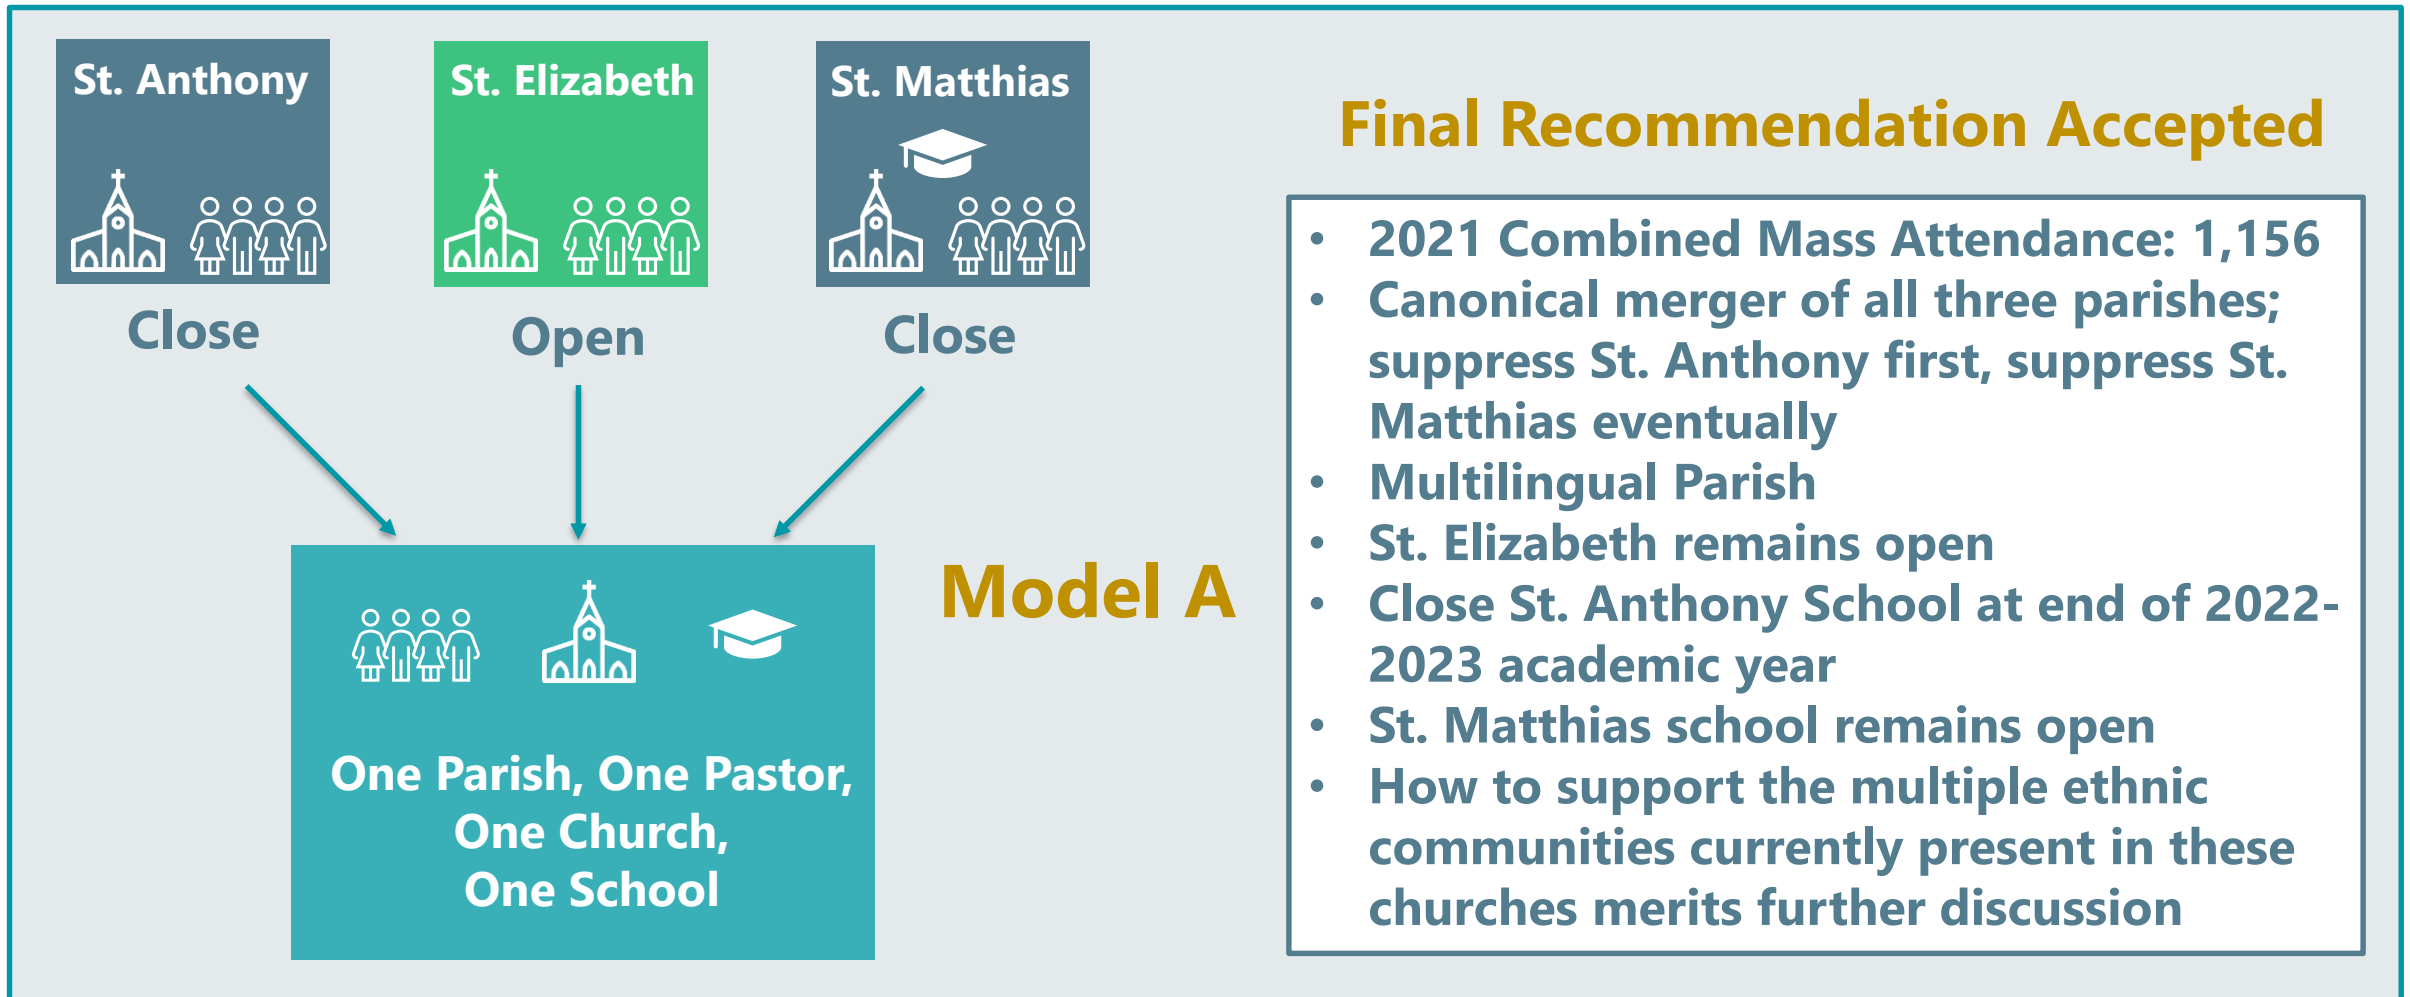 St. Anthony
St. Elizabeth
St. Matthias
Close
Open
Close
One Parish, One Pastor,
One Church,
One School
Model A
Final Recommendation Accepted
• 2021 Combined Mass Attendance: 1,156
• Canonical merger of all three parishes;
suppress St. Anthony first, suppress St.
Matthias eventually
• Multilingual Parish
• St. Elizabeth remains open
• Close St. Anthony School at end of 2022-
2023 academic year
• St. Matthias school remains open
• How to support the multiple ethnic
communities currently present in these
churches merits further discussion